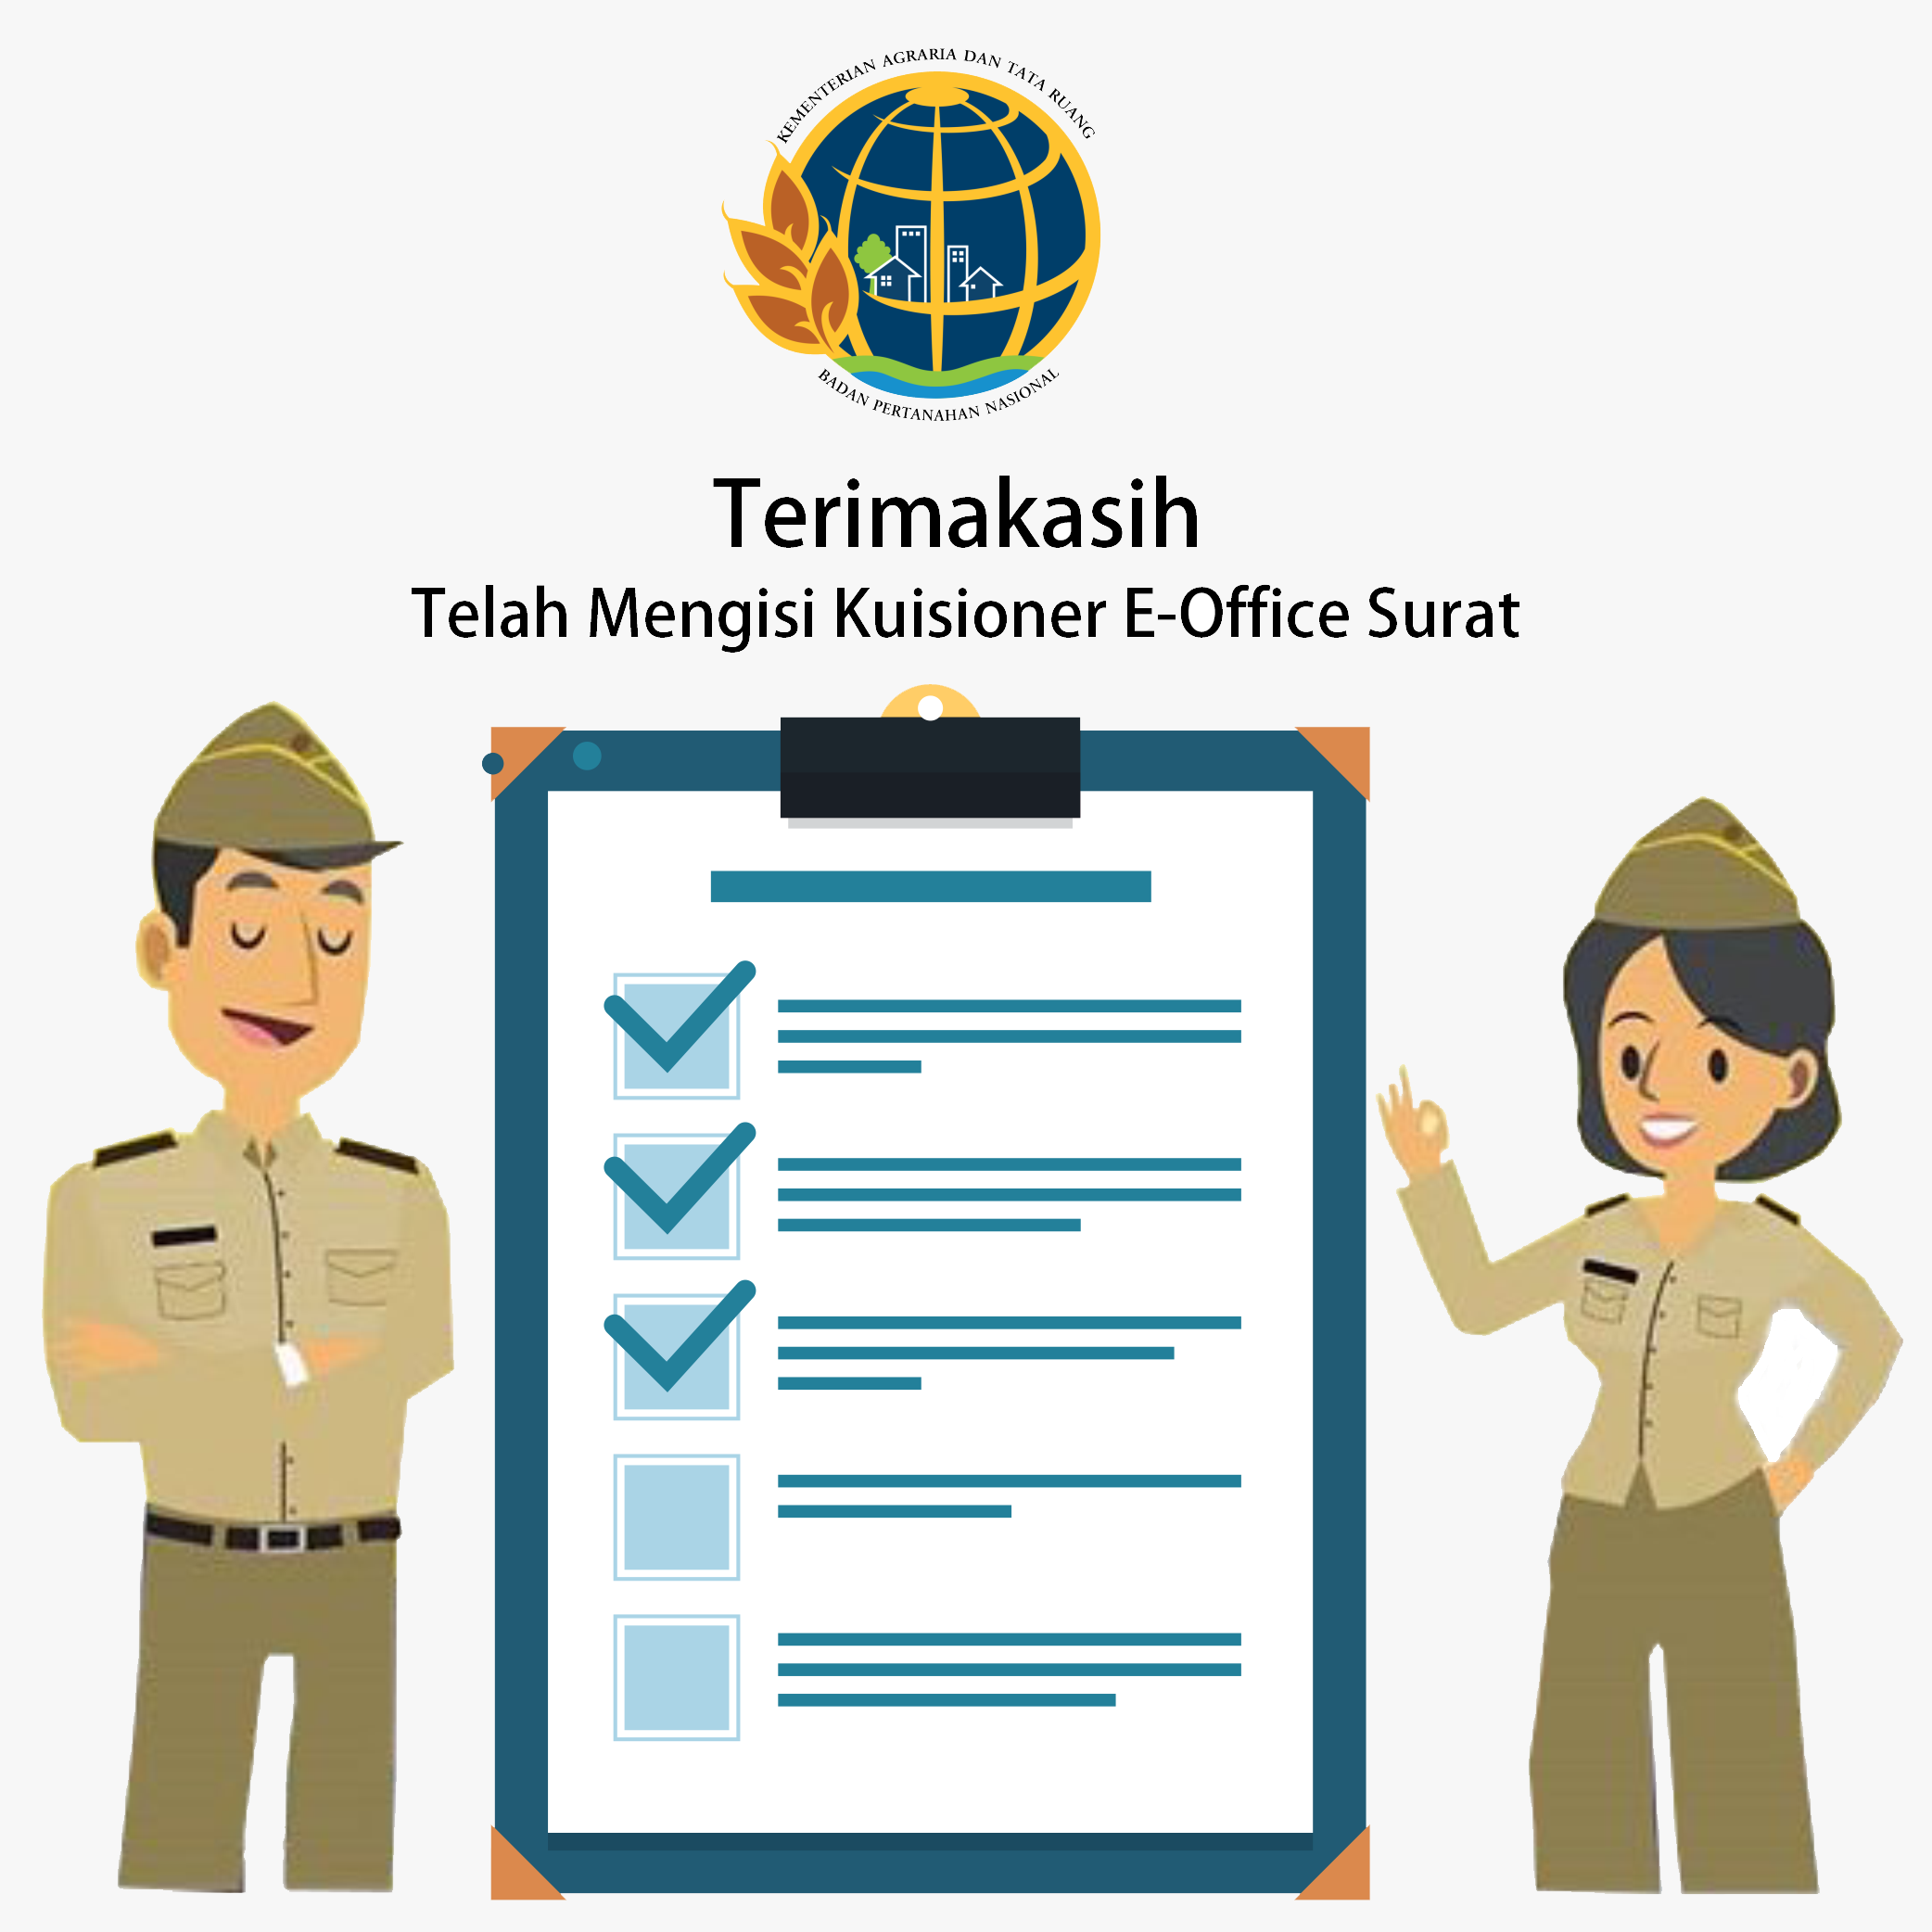 KEMENTERIAN AGRARIA DAN TATA RUANG
BADAN PERTANAHAN NASIONAL
Terimakasih
Telah Mengisi Kuisioner E-Office Surat